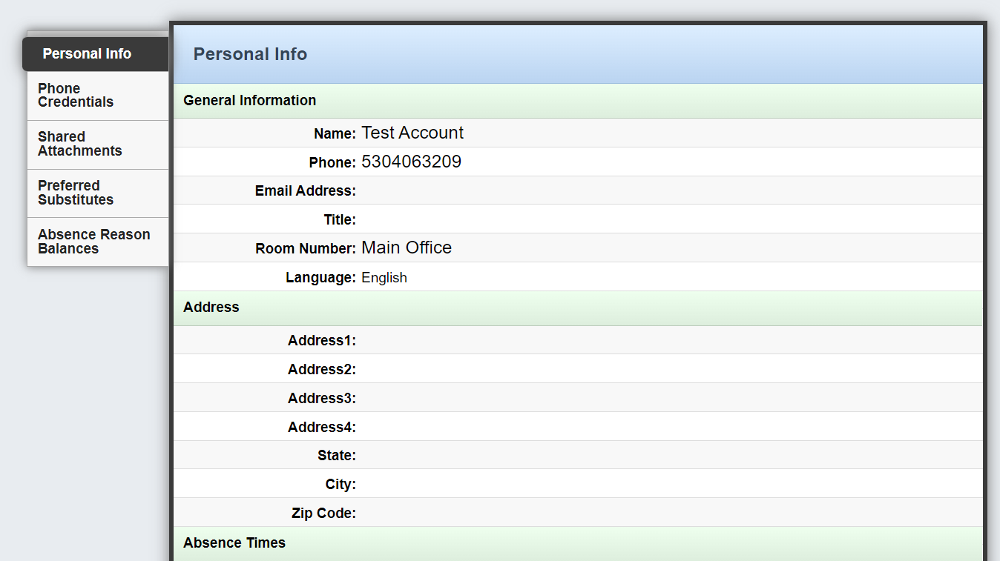 Personal Info
Phone
Credentials
Shared
Attachments
Preferred
Substitutes
Absence Reason
Balances
Personal Info
General Information
Name: Test Account
Phone: 5304063209
Email Address:
Title:
Room Number: Main Office
Language: English
Address
Address1:
Address2:
Address3:
Address4:
State:
City:
Zip Code:
Absence Times